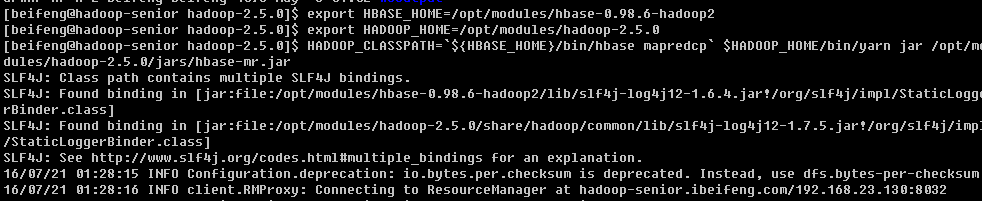 [beifeng@hadoop-senior hadoop-2.5.0]$ export HBASE_HOME=/opt/modules/hbase-0.98.6-hadoop2
[beifeng@hadoop-senior hadoop-2.5.0]$ export HADOOP_HOME=/opt/modules/hadoop-2.5.0
[beifeng@hadoop-senior hadoop-2.5.0]$ HADOOP_CLASSPATH=`${HBASE_HOME}/bin/hbase mapredcp` $HADOOP_HOME/bin/yarn jar /opt/mo
dules/hadoop-2.5.0/jars/hbase-mr.jar
SLF4J: Class path contains multiple SLF4J bindings.
SLF4J: Found binding in [jar:file:/opt/modules/hbase-0.98.6-hadoop2/lib/slf4j-log4j12-1.6.4.jar!/org/slf4j/impl/StaticLogge
rBinder.class]
SLF4J: Found binding in [jar:file:/opt/modules/hadoop-2.5.0/share/hadoop/common/lib/slf4j-log4j12-1.7.5.jar!/org/slf4j/impl
/StaticLoggerBinder.class]
SLF4J: See http://www.slf4j.org/codes.html#multiple_bindings for an explanation.
16/07/21 01:28:15 INFO Configuration.deprecation: io.bytes.per.checksum is deprecated. Instead, use dfs.bytes-per-checksum
16/07/21 01:28:16 INFO client.RMProxy: Connecting to ResourceManager at hadoop-senior.ibeifeng.com/192.168.23.130:8032